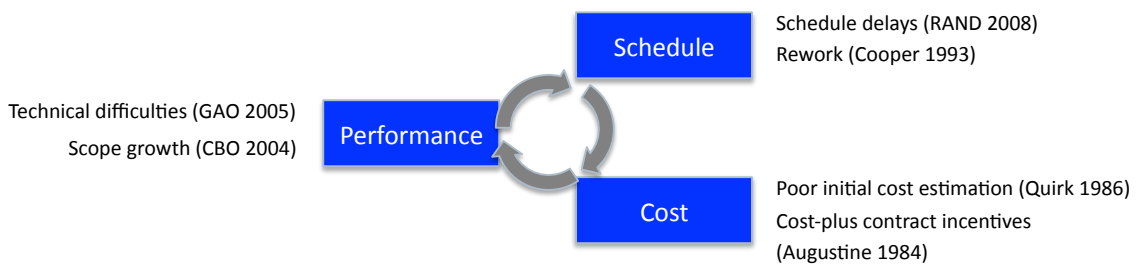 Schedule
Schedule delays (RAND 2008)
Rework (Cooper 1993)
Technical difficulties (GAO 2005)
Scope growth (CBO 2004)
Performance
Cost
Poor initial cost estimation (Quirk 1986)
Cost-plus contract incentives
(Augustine 1984)